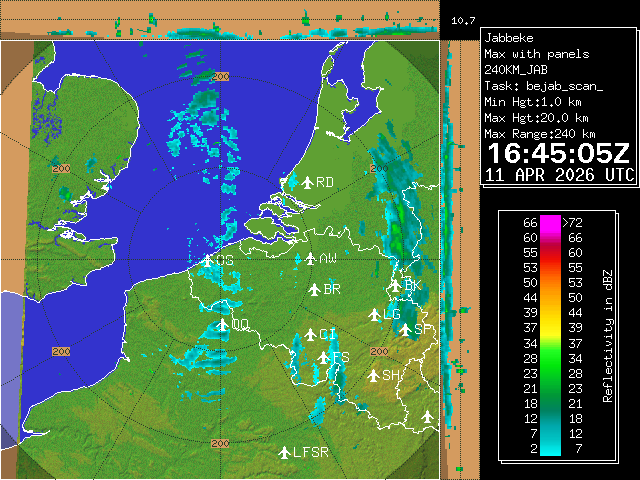 10.7
Jabbeke
Max with panels
240KM_JAB
Task: bejab_scan_
Min Hgt:1.0 km
Max Hgt:20.0 km
Max Range:240 km
16:45:05Z
11 APR 2026 UTC
200
200
200
RD
OS
AW
BR
BK
LG
SP
QO
CI
FS
200
200
SH
200
LFSR
66 >72
60 66
55 60
53 55
50 53
44 50
39 44
37 39
34 37
28 34
24 28
23 24
21 23
18 21
12 18
7 12
2 7
Reflectivity in dBZ